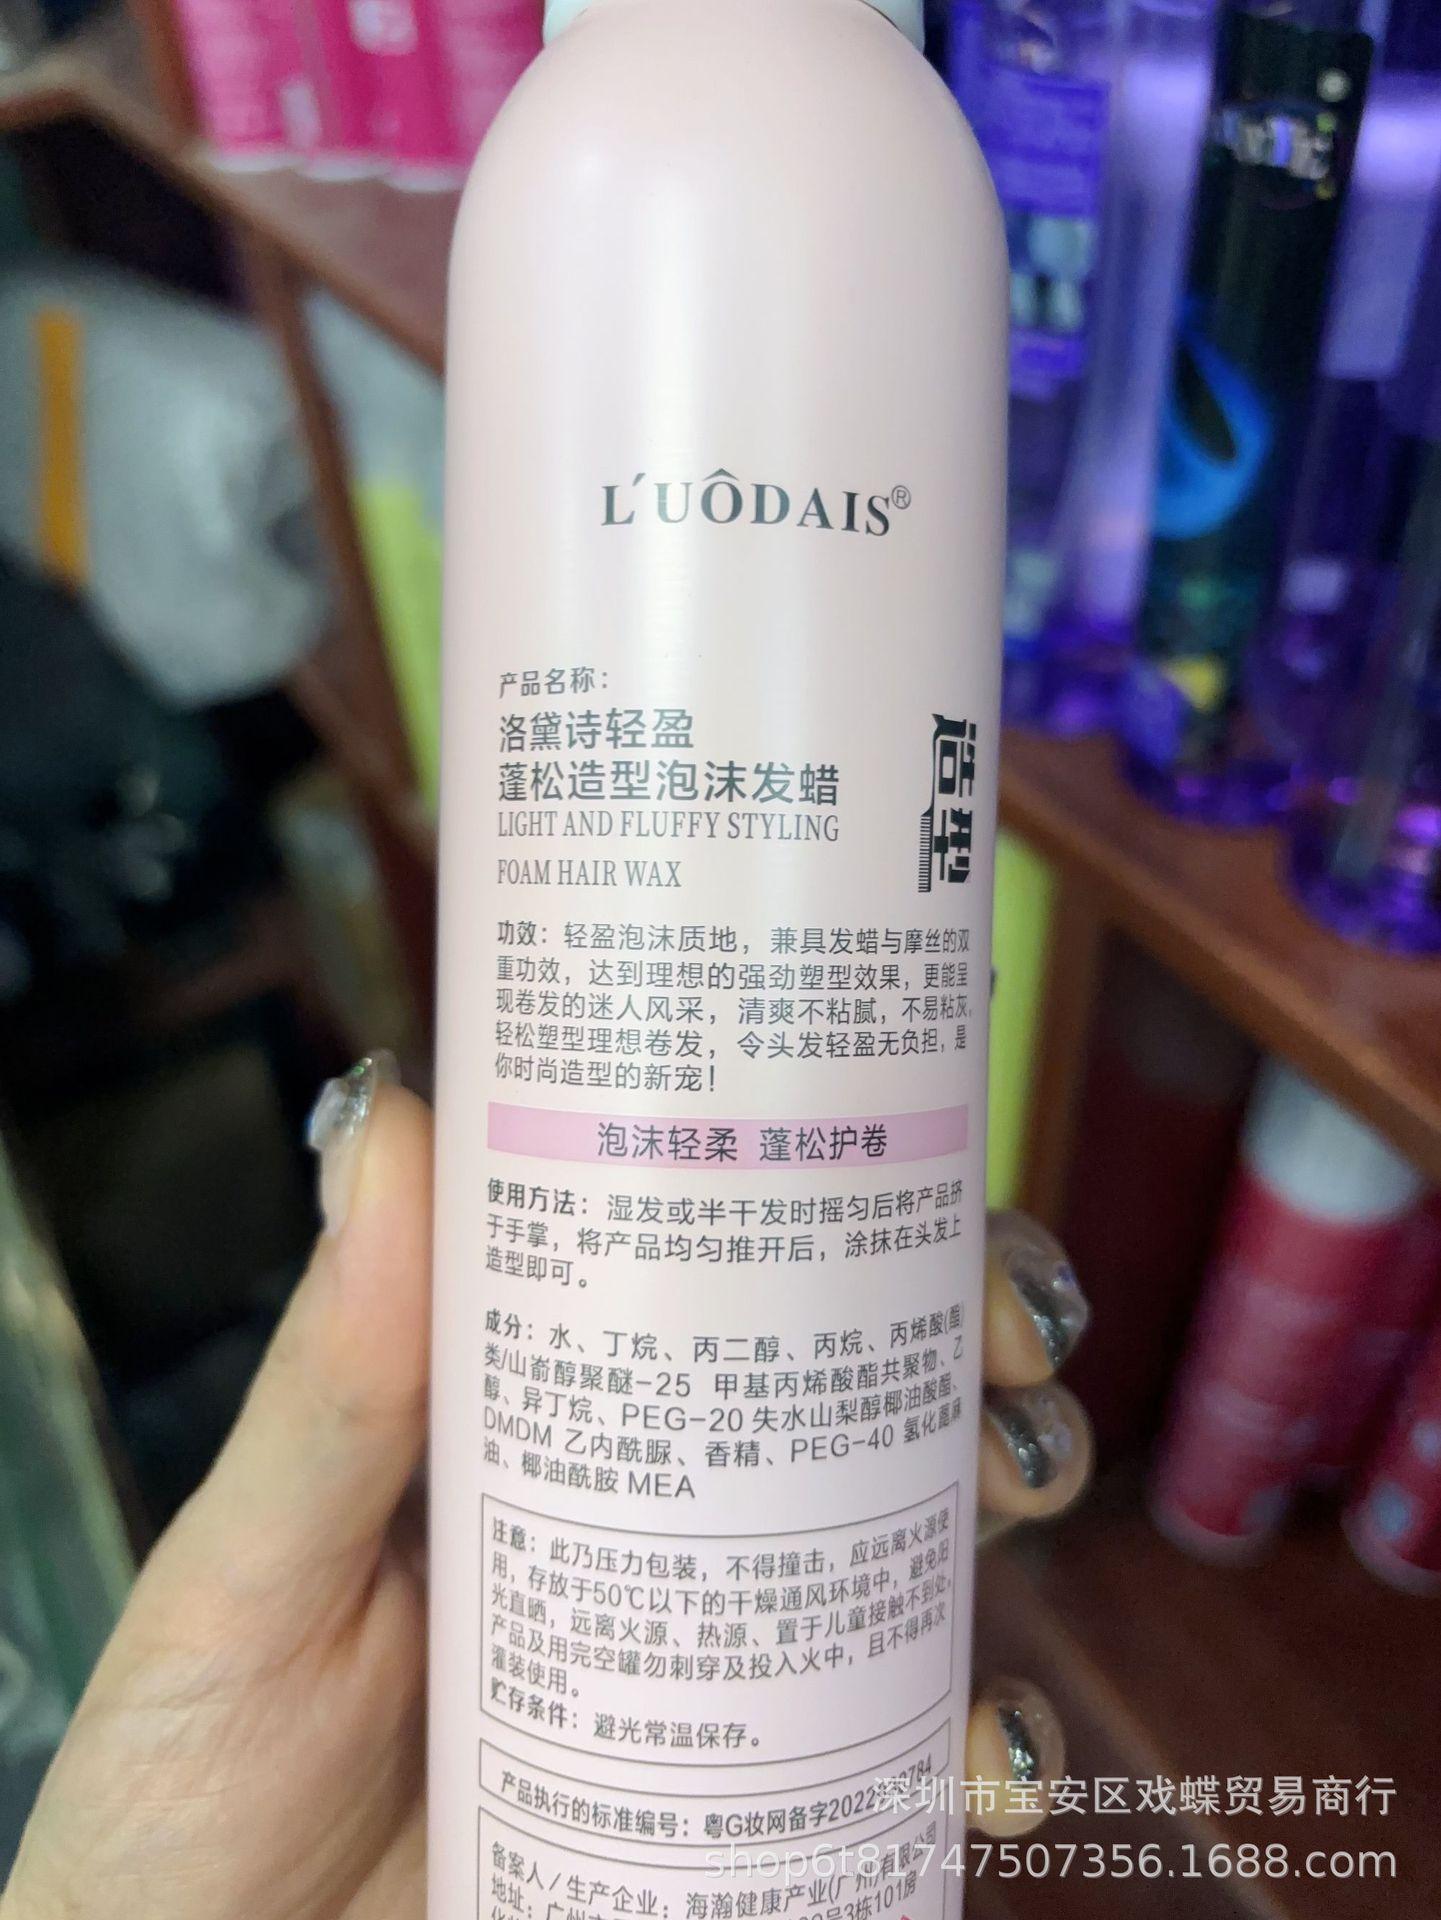 L'UÔDAIS®
产品名称：
洛黛诗轻盈
蓬松造型泡沫发蜡
LIGHT AND FLUFFY STYLING
FOAM HAIR WAX
造型
功效：轻盈泡沫质地，兼具发蜡与摩丝的双
重功效，达到理想的强劲塑型效果，更能呈
现卷发的迷人风采，清爽不粘腻，不易粘灰，
轻松塑型理想卷发，令头发轻盈无负担，是
你时尚造型的新宠！
泡沫轻柔 蓬松护卷
使用方法：湿发或半干发时摇匀后将产品挤
于手掌，将产品均匀推开后，涂抹在头发上
造型即可。
成分：水、丁烷、丙二醇、丙烷、丙烯酸(酯)
类/山嵛醇聚醚-25 甲基丙烯酸酯共聚物、乙
醇、异丁烷、PEG-20 失水山梨醇椰油酸酯、
DMDM 乙内酰脲、香精、PEG-40 氢化蓖麻
油、椰油酰胺 MEA
注意：此乃压力包装，不得撞击，应远离火源使
用，存放于50℃以下的干燥通风环境中，避免阳
光直晒，远离火源、热源、置于儿童接触不到处，
产品及用完空罐勿刺穿及投入火中，且不得再次
灌装使用。
贮存条件：避光常温保存。
产品执行的标准编号：粤G妆网备字2022
784
备案人／生产企业：海瀚健康产业(广州)有限公司
地址：广州
号3栋101房
深圳市宝安区戏蝶贸易商行
shop6t81747507356.1688.com